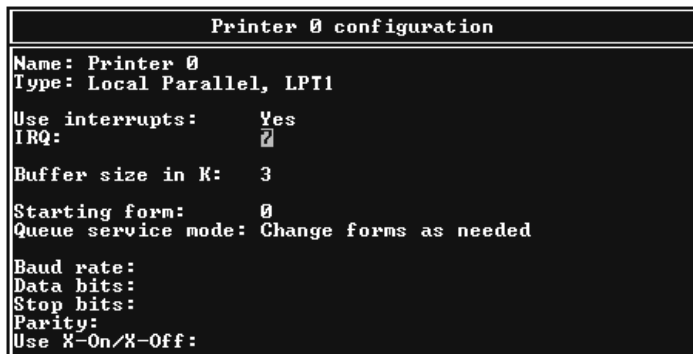 Printer 0 configuration
Name: Printer 0
Type: Local Parallel, LPT1
Use interrupts: Yes
IRQ: 7
Buffer size in K: 3
Starting form: 0
Queue service mode: Change forms as needed
Baud rate:
Data bits:
Stop bits:
Parity:
Use X-On/X-Off: